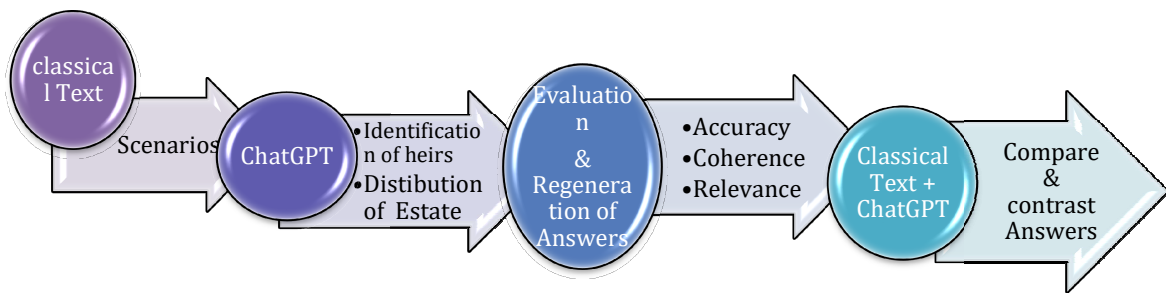 classica
l Text
Scenarios
ChatGPT
•Identificatio
n of heirs
•Distibution
of Estate
Evaluatio
n
&
Regenera
tion of
Answers
•Accuracy
•Coherence
•Relevance
Classical
Text +
ChatGPT
Compare
&
contrast
Answers